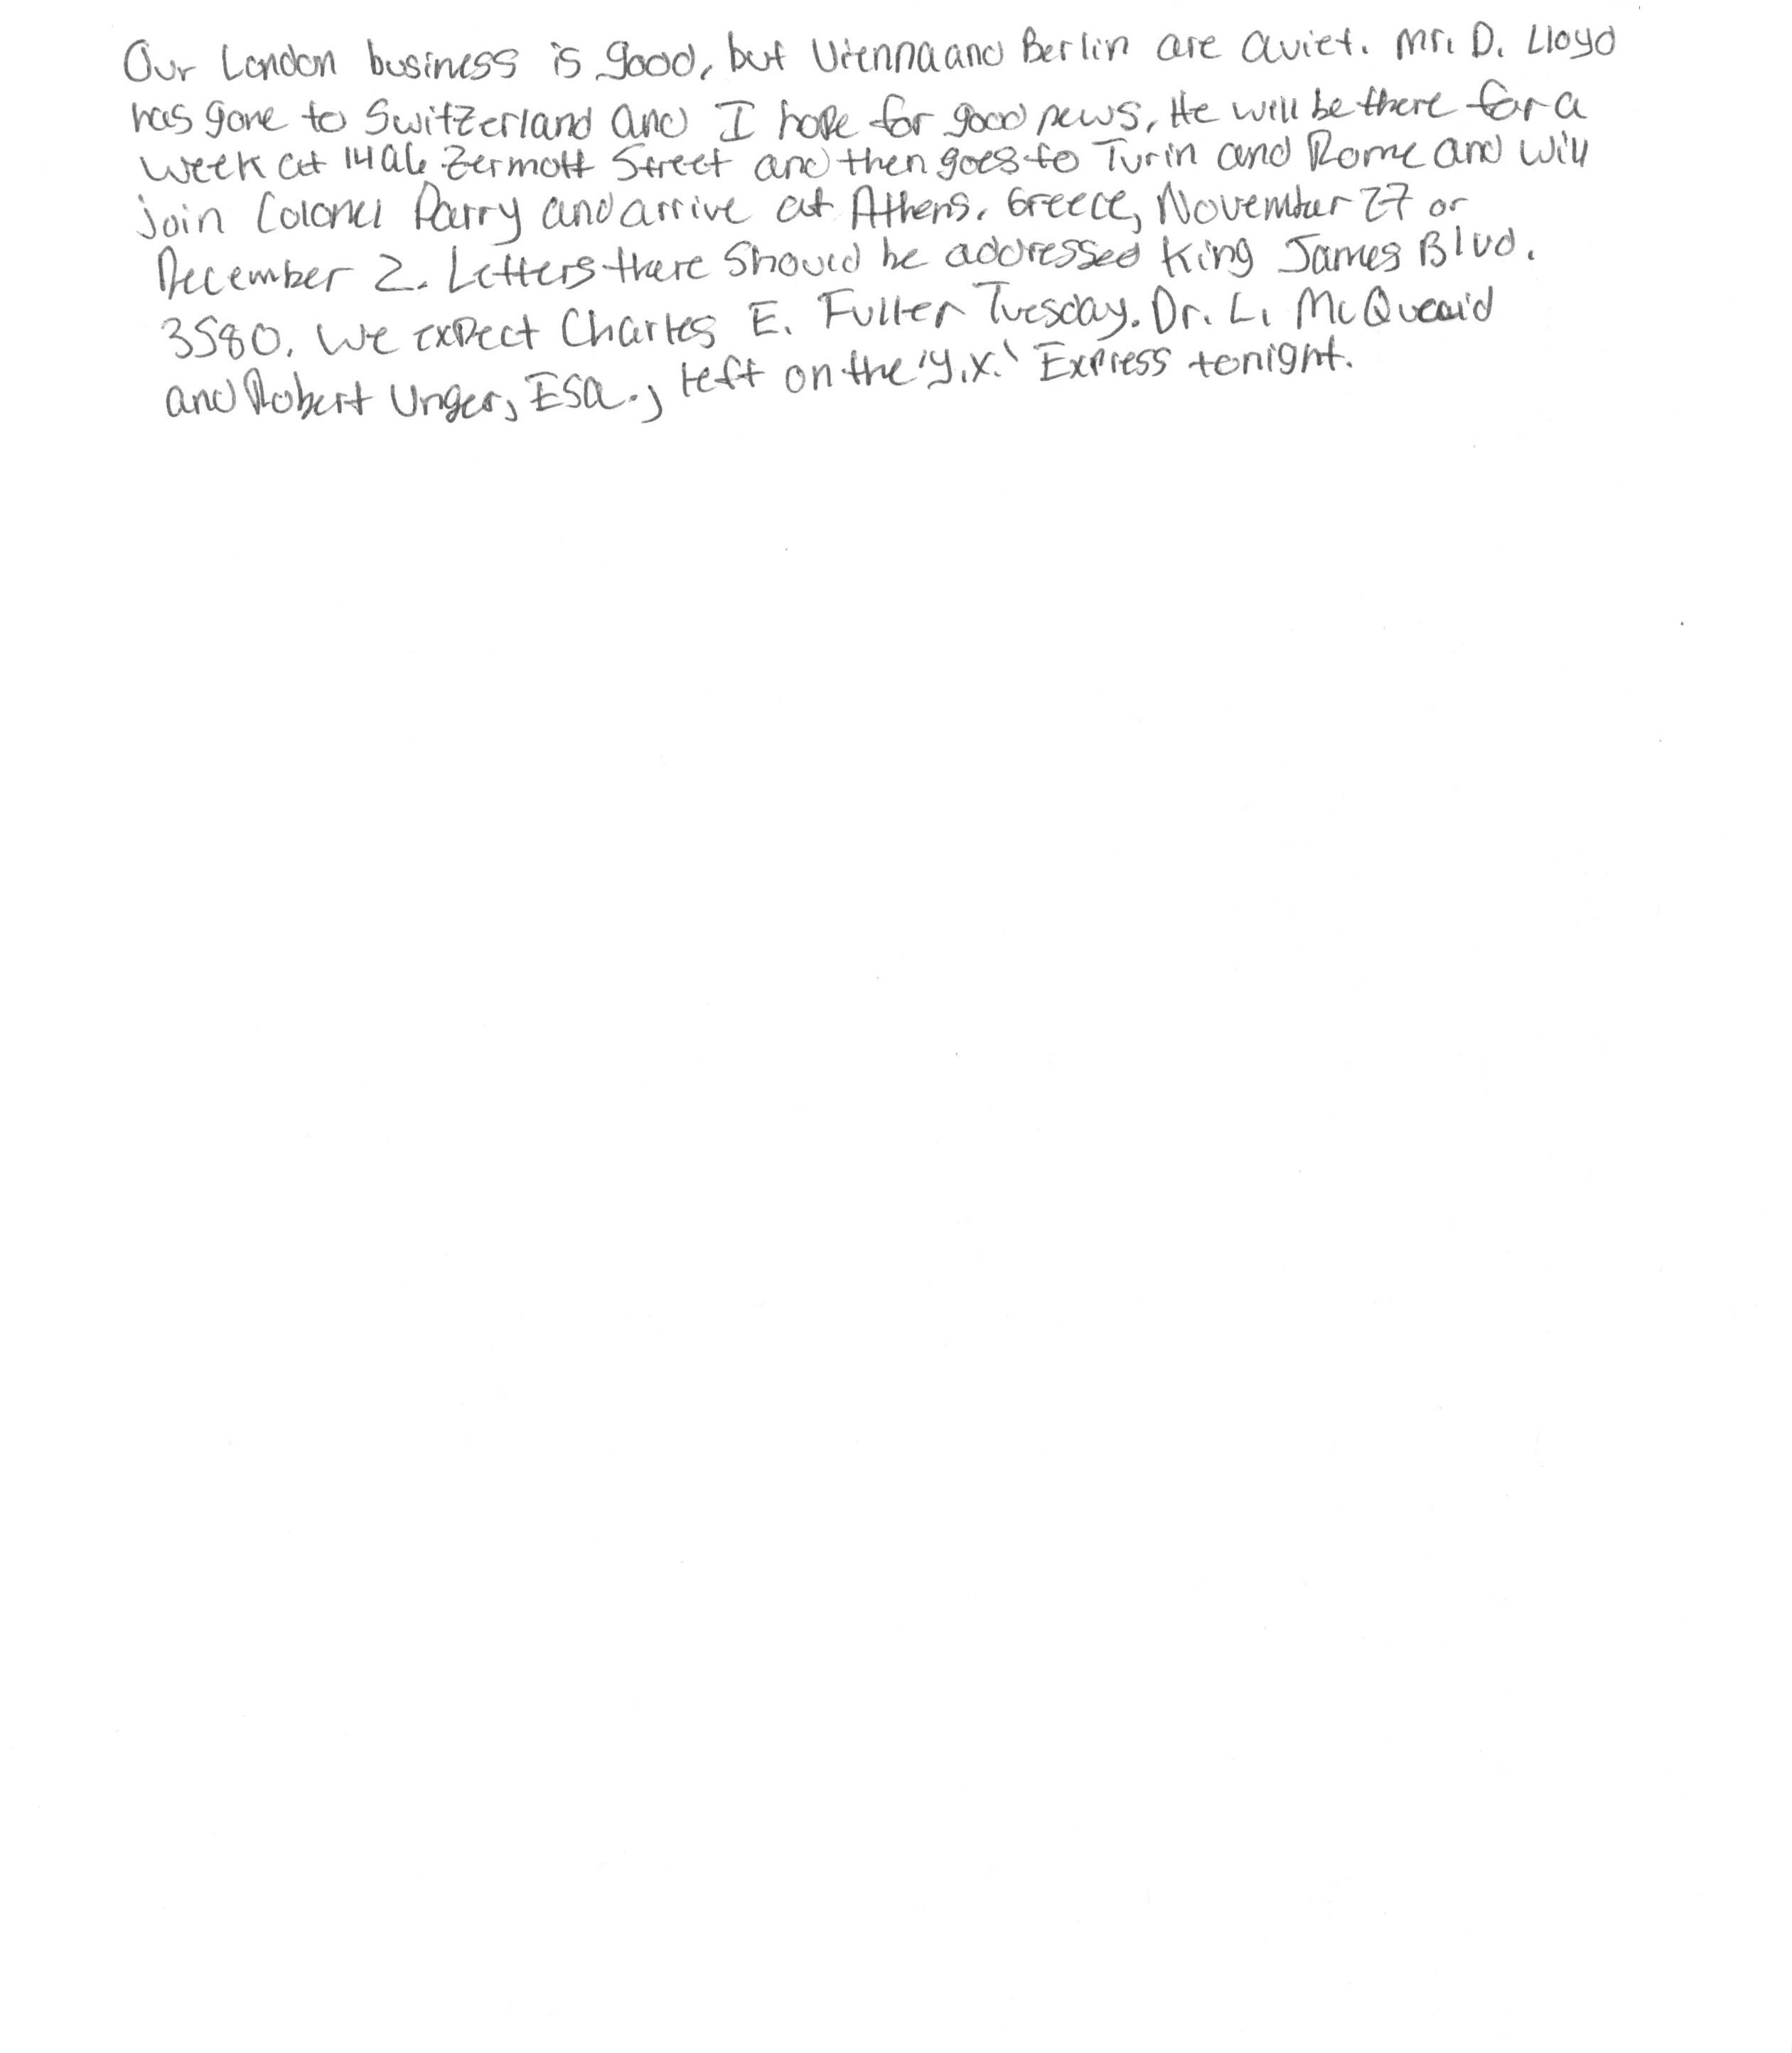 Our London business is good, but Vienna and Berlin are quiet. Mr. D. Lloyd
has gone to Switzerland and I hope for good news. He will be there for a
week at 1496 Zermott Street and then goes to Turin and Rome and will
join Colonel Parry and arrive at Athens, Greece, November 27 or
December 2. Letters there should be addressed King James Blvd.
3580. We expect Charles E. Fuller Tuesday. Dr. L. McQuaid
and Robert Unger, Esq., left on the 'Y.X.' Express tonight.